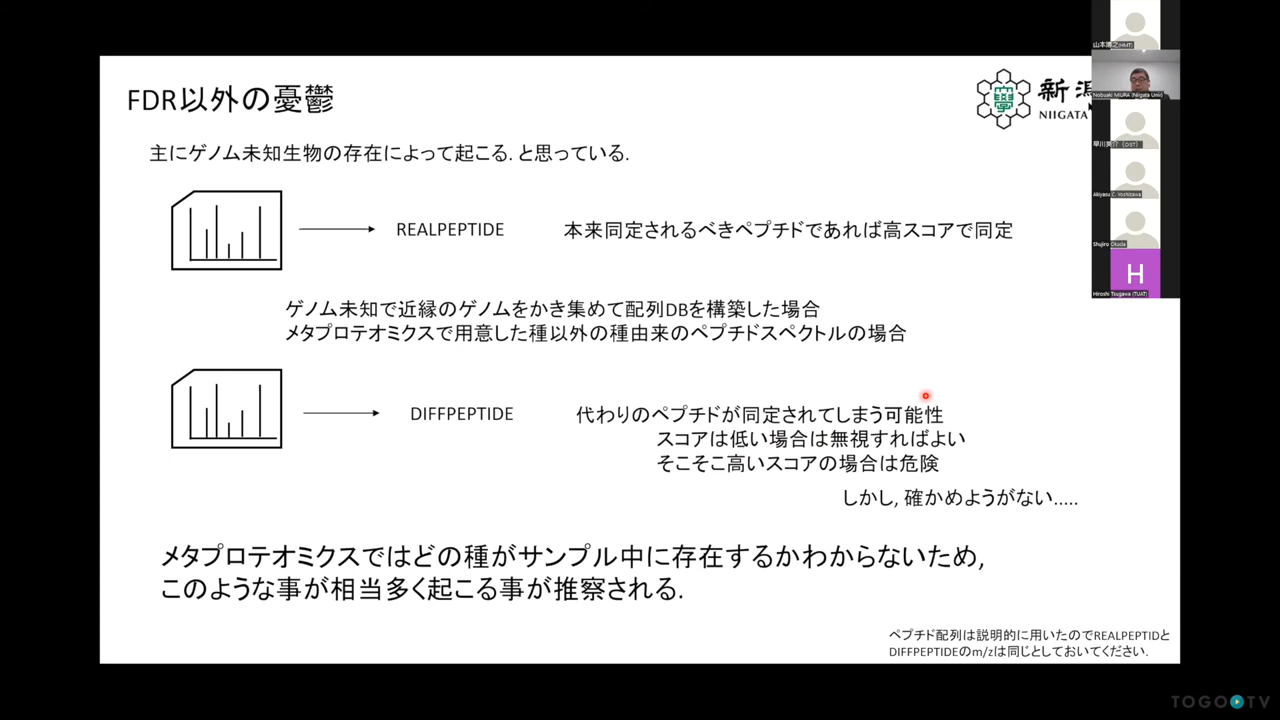 FDR以外の憂鬱
新
NIIGATA
主にゲノム未知生物の存在によって起こる. と思っている.
REALPEPTIDE
本来同定されるべきペプチドであれば高スコアで同定
ゲノム未知で近縁のゲノムをかき集めて配列DBを構築した場合
メタプロテオミクスで用意した種以外の種由来のペプチドスペクトルの場合
DIFFPEPTIDE
代わりのペプチドが同定されてしまう可能性
スコアは低い場合は無視すればよい
そこそこ高いスコアの場合は危険
しかし, 確かめようがない.....
メタプロテオミクスではどの種がサンプル中に存在するかわからないため,
このような事が相当多く起こる事が推察される.
ペプチド配列は説明的に用いたのでREALPEPTIDと
DIFFPEPTIDEのm/zは同じとしておいてください.
山本博之(HMT)
Nobuaki MIURA (Niigata Univ)
Akiyasu C. Yoshizawa
Shujiro Okuda
H
Hiroshi Tsugawa (TUAT)
TOGO TV